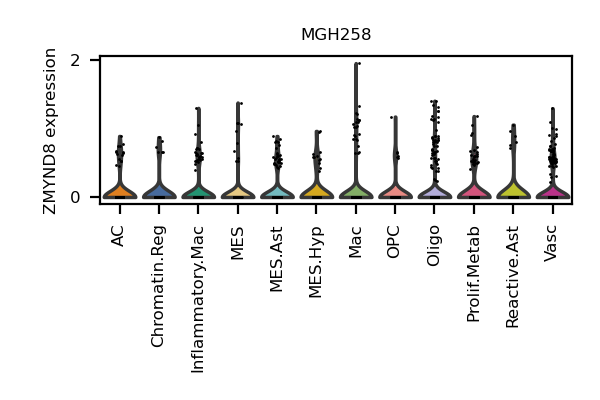 MGH258
ZMYND8 expression
2
0
AC
Chromatin.Reg
Inflammatory.Mac
MES
MES.Ast
MES.Hyp
Mac
OPC
Oligo
Prolif.Metab
Reactive.Ast
Vasc